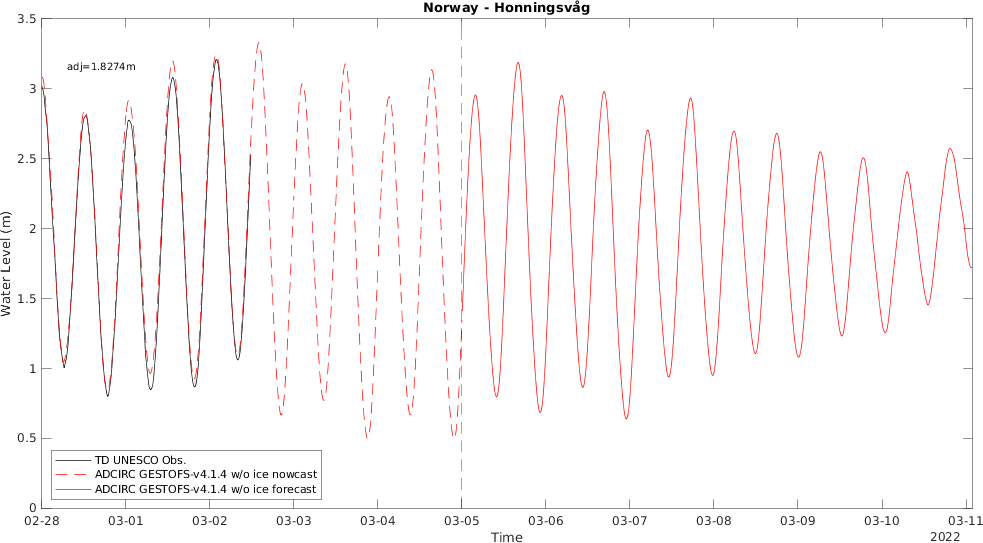 Norway - Honningsvåg
3.5
3
2.5
2
1.5
1
0.5
0
Water Level (m)
adj=1.8274m
TD UNESCO Obs.
ADCIRC GESTOFS-v4.1.4 w/o ice nowcast
ADCIRC GESTOFS-v4.1.4 w/o ice forecast
02-28 03-01 03-02 03-03 03-04 03-05 03-06 03-07 03-08 03-09 03-10 03-11
Time
2022